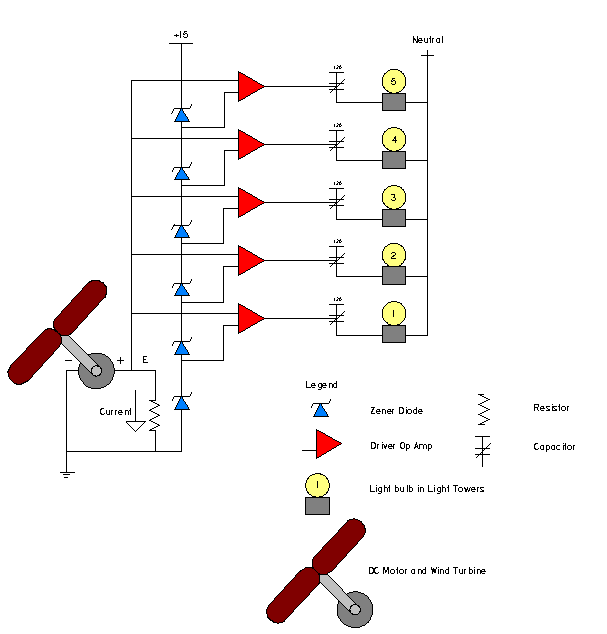 +15
Neutral
126
5
126
4
126
3
126
2
126
1
− + E
Current
Legend
Zener Diode
Resistor
Driver Op Amp
Capacitor
1
Light bulb in Light Towers
DC Motor and Wind Turbine